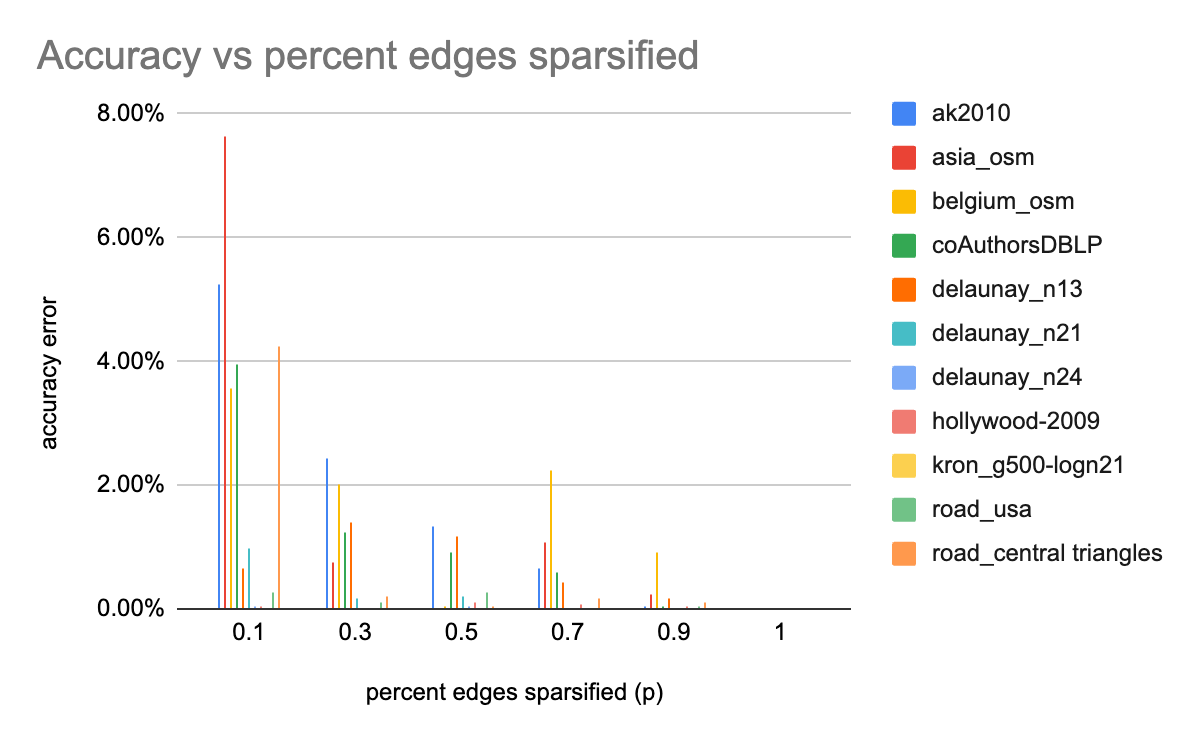 Accuracy vs percent edges sparsified
8.00%
6.00%
4.00%
2.00%
0.00%
accuracy error
0.1 0.3 0.5 0.7 0.9 1
percent edges sparsified (p)
ak2010
asia_osm
belgium_osm
coAuthorsDBLP
delaunay_n13
delaunay_n21
delaunay_n24
hollywood-2009
kron_g500-logn21
road_usa
road_central triangles